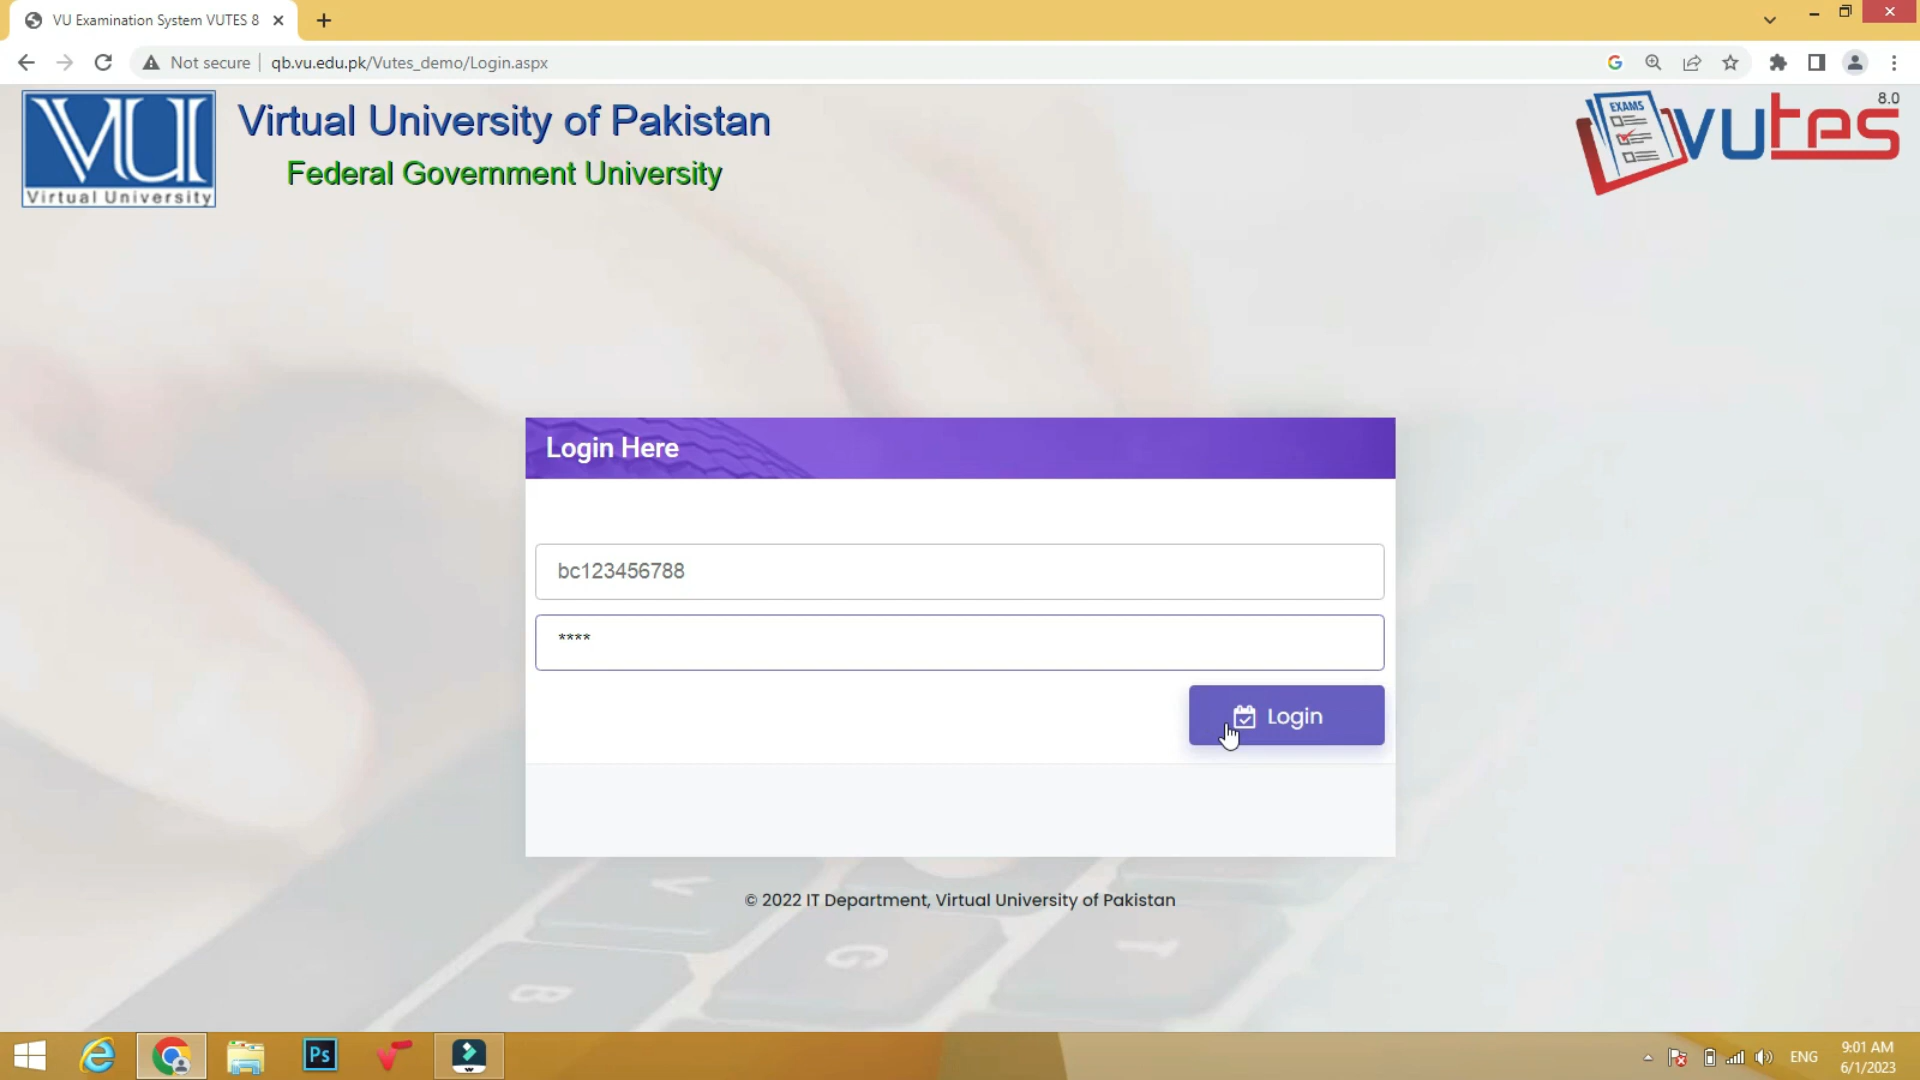 VU Examination System VUTES 8
Not secure
qb.vu.edu.pk/Vutes_demo/Login.aspx
VU
Virtual University
Virtual University of Pakistan
Federal Government University
EXAMS
vutes
8.0
Login Here
bc123456788
****
Login
© 2022 IT Department, Virtual University of Pakistan
V
G
T
B
Ps
ENG
9:01 AM
6/1/2023